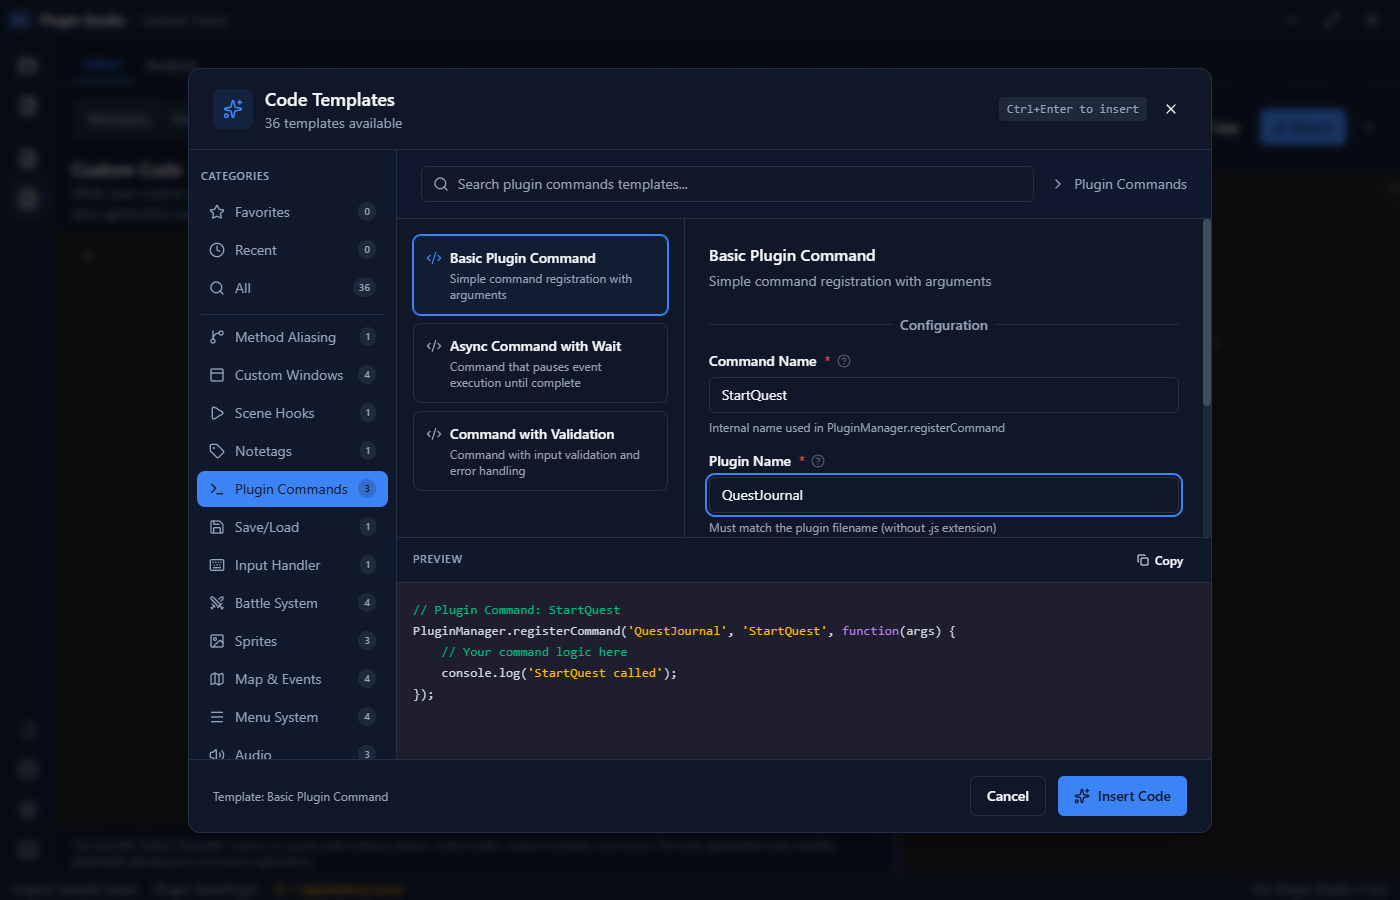 Plugin Studio
Custom Code
Code Templates
36 templates available
Ctrl+Enter to insert
CATEGORIES
Favorites 0
Recent 0
All 36
Method Aliasing 1
Custom Windows 4
Scene Hooks 1
Notetags 1
Plugin Commands 3
Save/Load 1
Input Handler 1
Battle System 4
Sprites 3
Map & Events 4
Menu System 4
Audio 3
Search plugin commands templates...
Plugin Commands
Basic Plugin Command
Simple command registration with
arguments
Async Command with Wait
Command that pauses event
execution until complete
Command with Validation
Command with input validation and
error handling
Basic Plugin Command
Simple command registration with arguments
Configuration
Command Name *
StartQuest
Internal name used in PluginManager.registerCommand
Plugin Name *
QuestJournal
Must match the plugin filename (without .js extension)
PREVIEW
Copy
// Plugin Command: StartQuest
PluginManager.registerCommand('QuestJournal', 'StartQuest', function(args) {
    // Your command logic here
    console.log('StartQuest called');
});
Template: Basic Plugin Command
Cancel
Insert Code